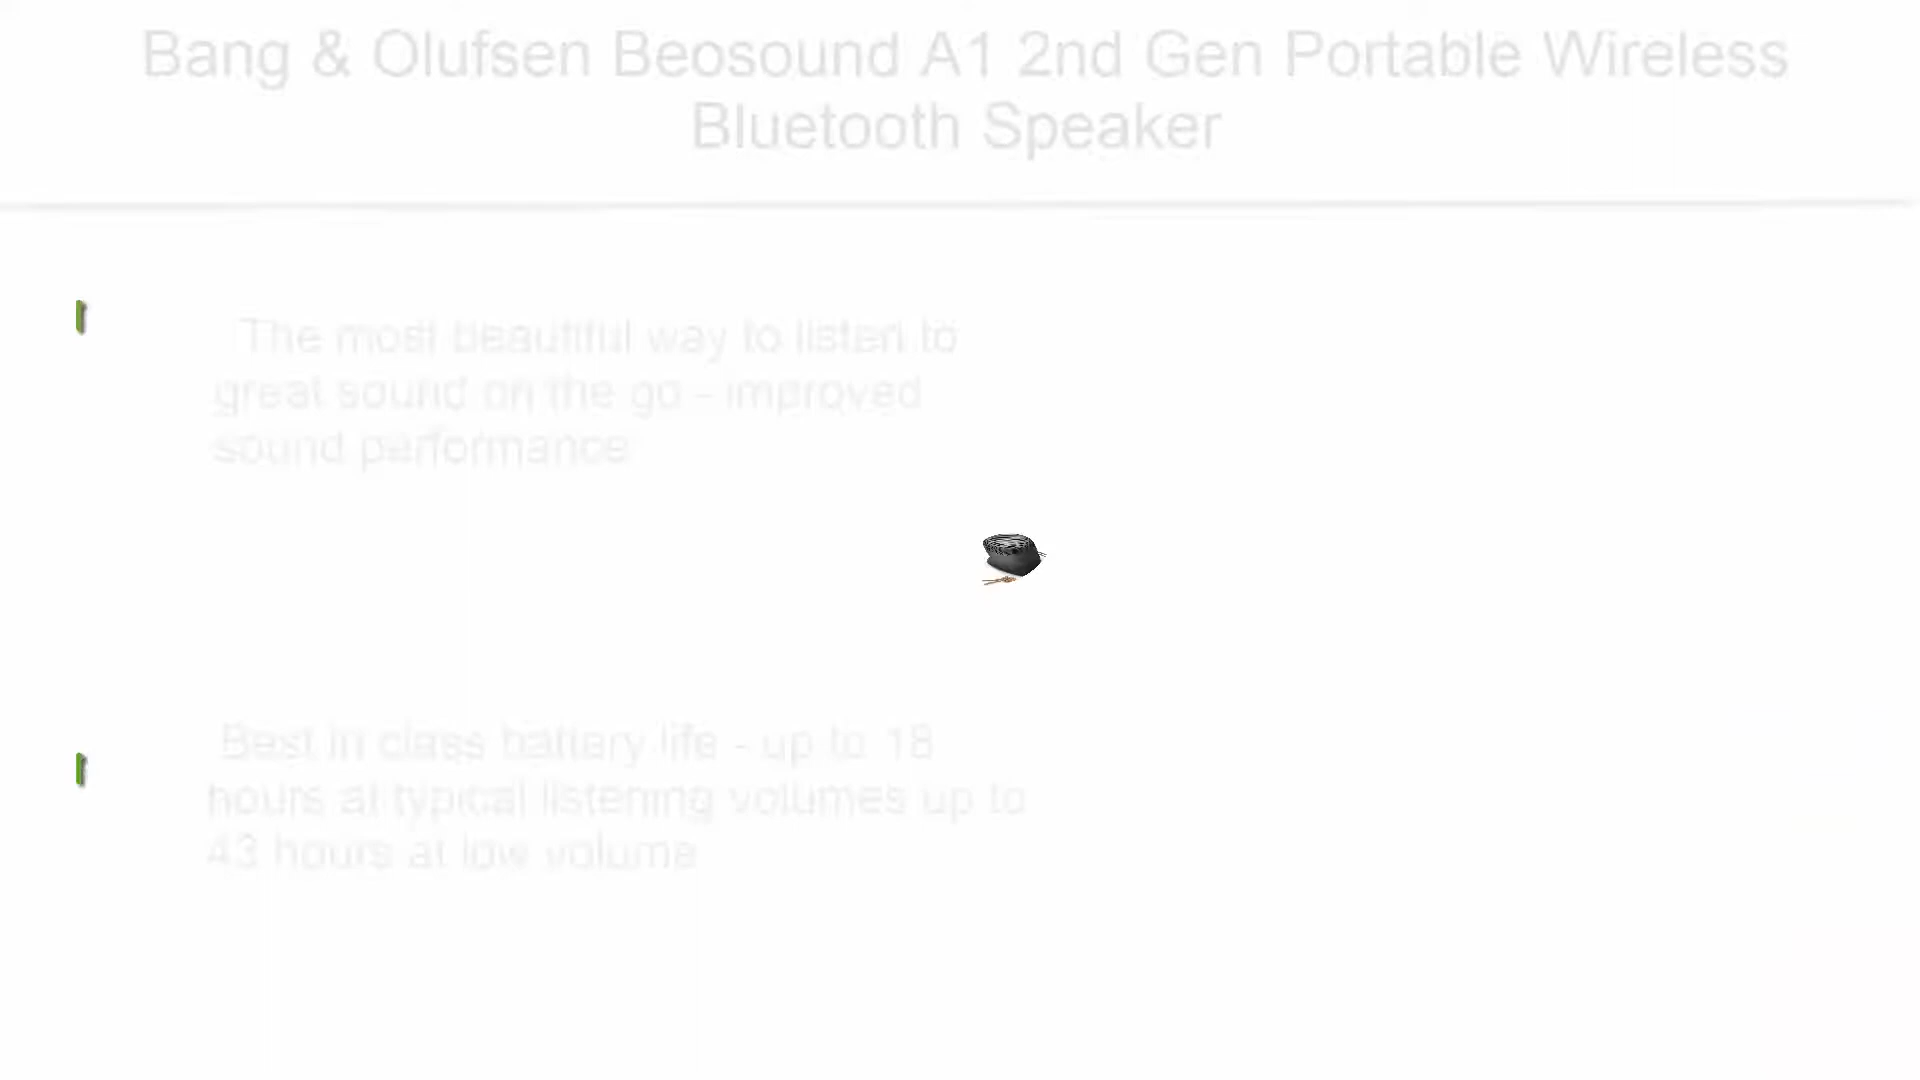 Bang & Olufsen Beosound A1 2nd Gen Portable Wireless
Bluetooth Speaker
The most beautiful way to listen to
great sound on the go - improved
sound performance
Best in class battery life - up to 18
hours at typical listening volumes up to
43 hours at low volume